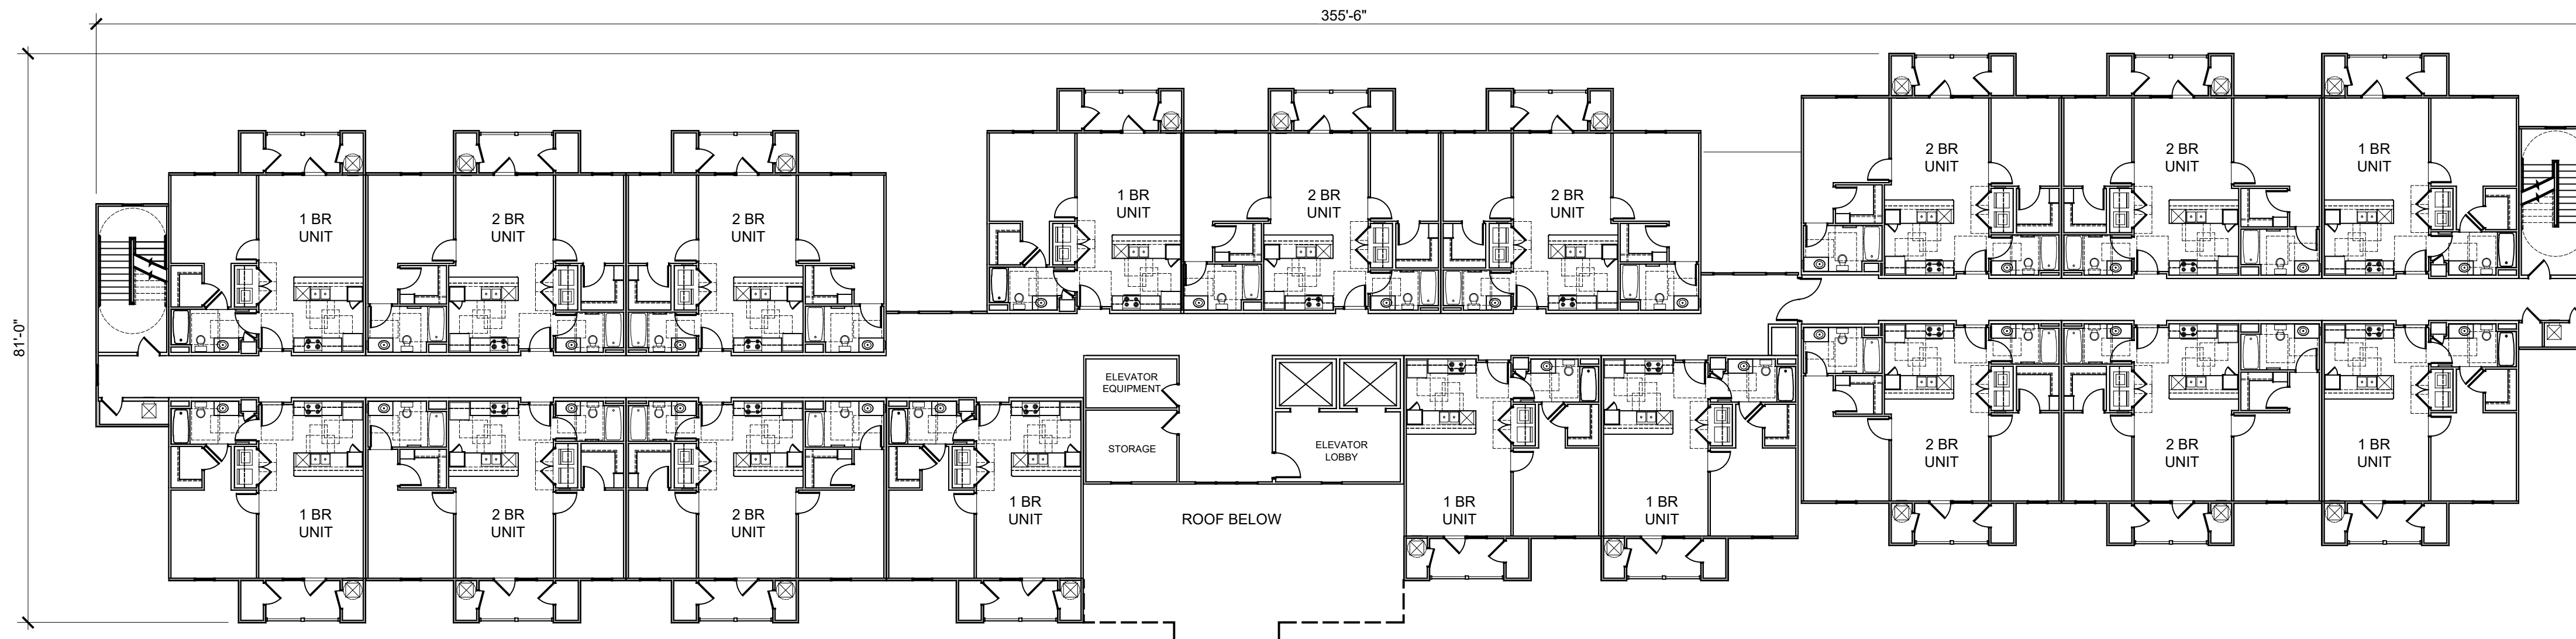 355'-6"
81'-0"
2 BR
UNIT
2 BR
UNIT
1 BR
UNIT
1 BR
UNIT
2 BR
UNIT
2 BR
UNIT
1 BR
UNIT
2 BR
UNIT
2 BR
UNIT
ELEVATOR
EQUIPMENT
STORAGE
ELEVATOR
LOBBY
2 BR
UNIT
2 BR
UNIT
1 BR
UNIT
1 BR
UNIT
2 BR
UNIT
2 BR
UNIT
1 BR
UNIT
ROOF BELOW
1 BR
UNIT
1 BR
UNIT